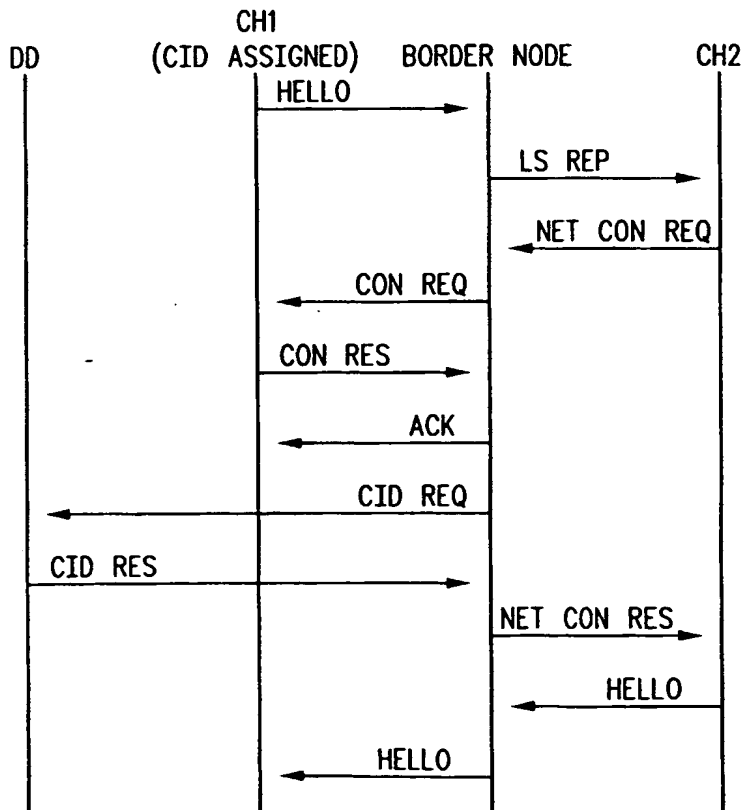 CH1
DD (CID ASSIGNED) BORDER NODE CH2
HELLO
LS REP
NET CON REQ
CON REQ
CON RES
ACK
CID REQ
CID RES
NET CON RES
HELLO
HELLO